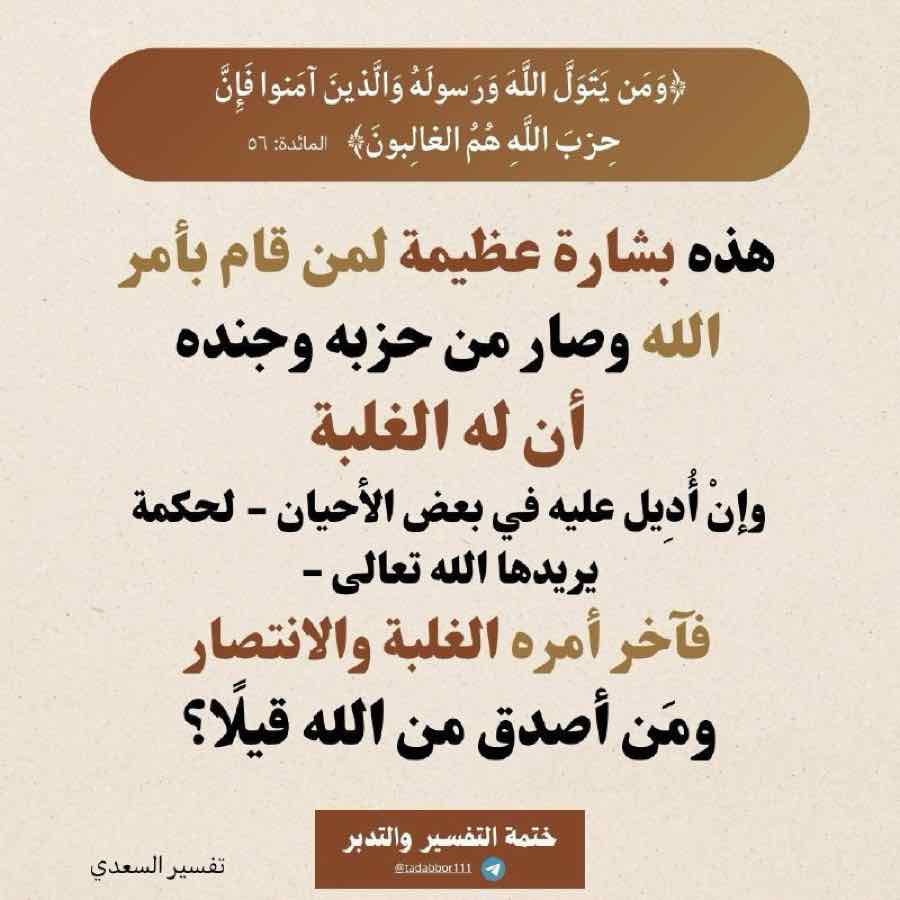 ﴿وَمَن يَتَوَلَّ اللَّهَ وَرَسولَهُ وَالَّذينَ آمَنوا فَإِنَّ
حِزبَ اللَّهِ هُمُ الغالِبونَ﴾ المائدة: ٥٦
هذه بشارة عظيمة لمن قام بأمر
الله وصار من حزبه وجنده
أن له الغلبة
وإنْ أُدِيل عليه في بعض الأحيان – لحكمة
يريدها الله تعالى –
فآخر أمره الغلبة والانتصار
ومَن أصدق من الله قيلًا؟
ختمة التفسير والتدبر
@tadabbor111
تفسير السعدي